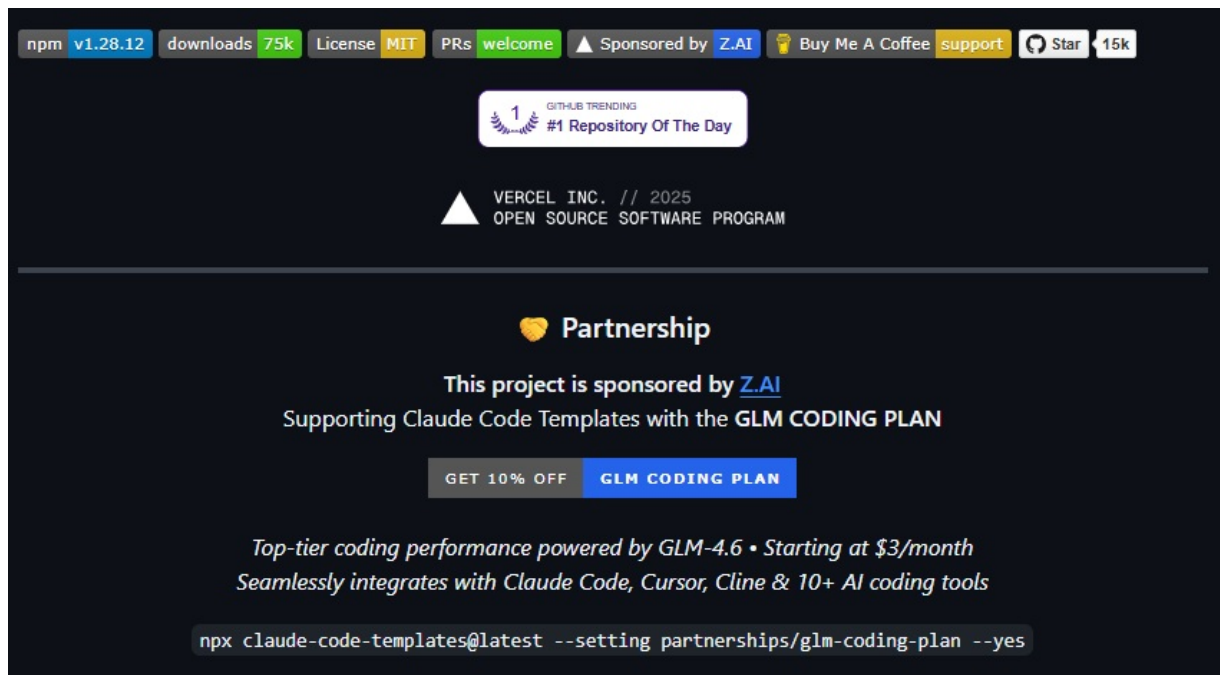 npm v1.28.12 downloads 75k License MIT PRs welcome Sponsored by Z.AI Buy Me A Coffee support Star 15k
1 GITHUB TRENDING
#1 Repository Of The Day
VERCEL INC. // 2025
OPEN SOURCE SOFTWARE PROGRAM
Partnership
This project is sponsored by Z.AI
Supporting Claude Code Templates with the GLM CODING PLAN
GET 10% OFF GLM CODING PLAN
Top-tier coding performance powered by GLM-4.6 • Starting at $3/month
Seamlessly integrates with Claude Code, Cursor, Cline & 10+ AI coding tools
npx claude-code-templates@latest --setting partnerships/glm-coding-plan --yes